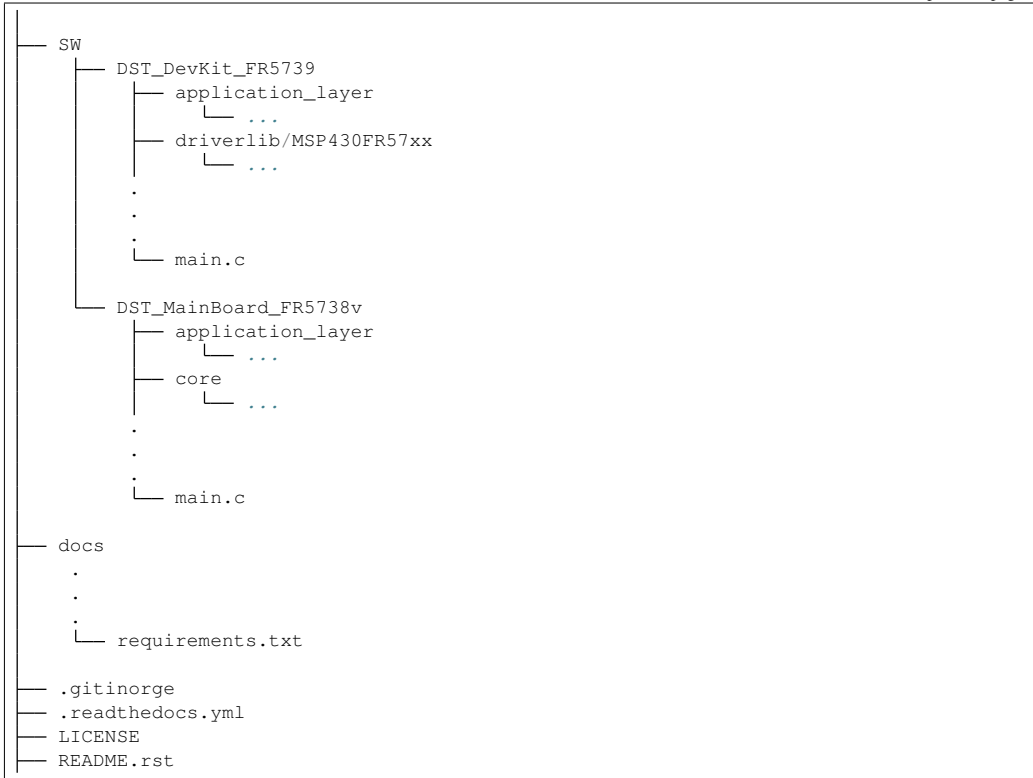 SW
DST_DevKit_FR5739
application_layer
...
driverlib/MSP430FR57xx
...
.
.
.
main.c
DST_MainBoard_FR5738v
application_layer
...
core
...
.
.
.
main.c
docs
.
.
.
requirements.txt
.gitinorge
.readthedocs.yml
LICENSE
README.rst